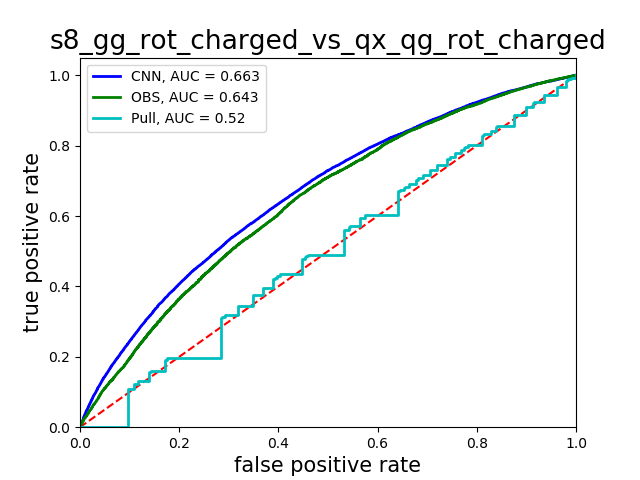 s8_gg_rot_charged_vs_qx_qg_rot_charged
1.0
0.8
0.6
0.4
0.2
0.0
true positive rate
CNN, AUC = 0.663
OBS, AUC = 0.643
Pull, AUC = 0.52
0.0 0.2 0.4 0.6 0.8 1.0
false positive rate